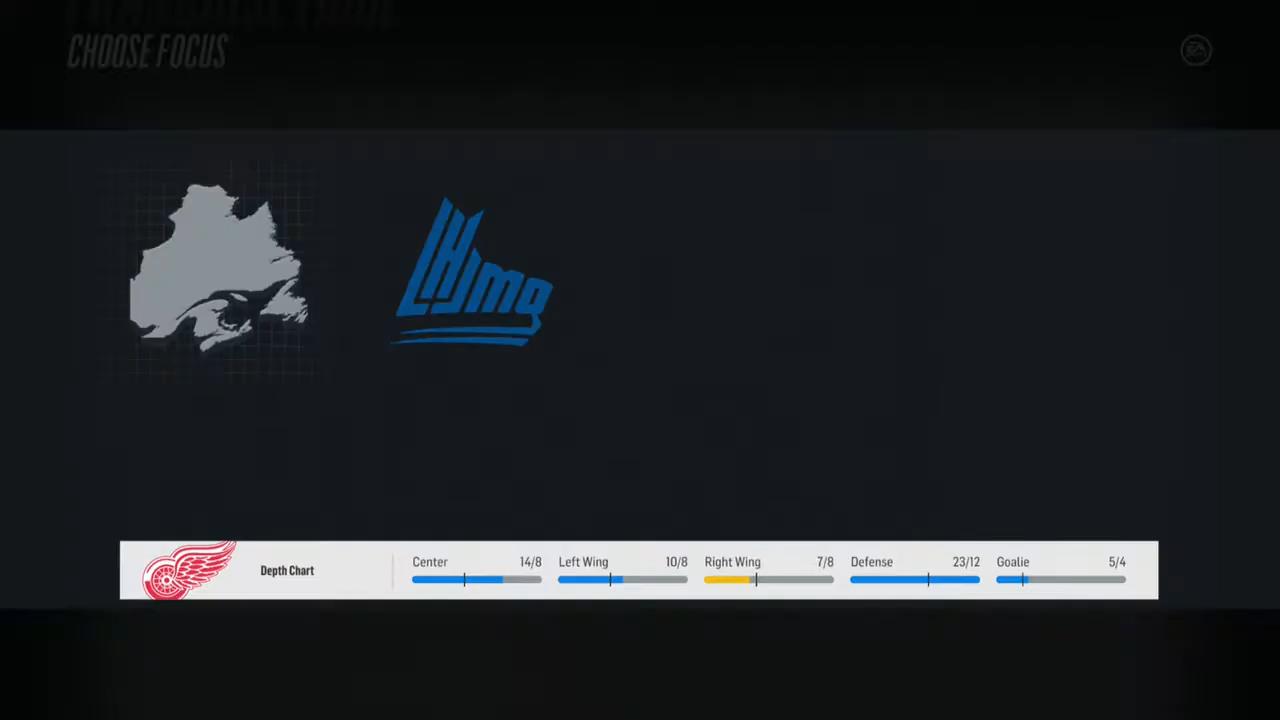 CHOOSE FOCUS
EA
LHJmq
Depth Chart
Center 14/8
Left Wing 10/8
Right Wing 7/8
Defense 23/12
Goalie 5/4